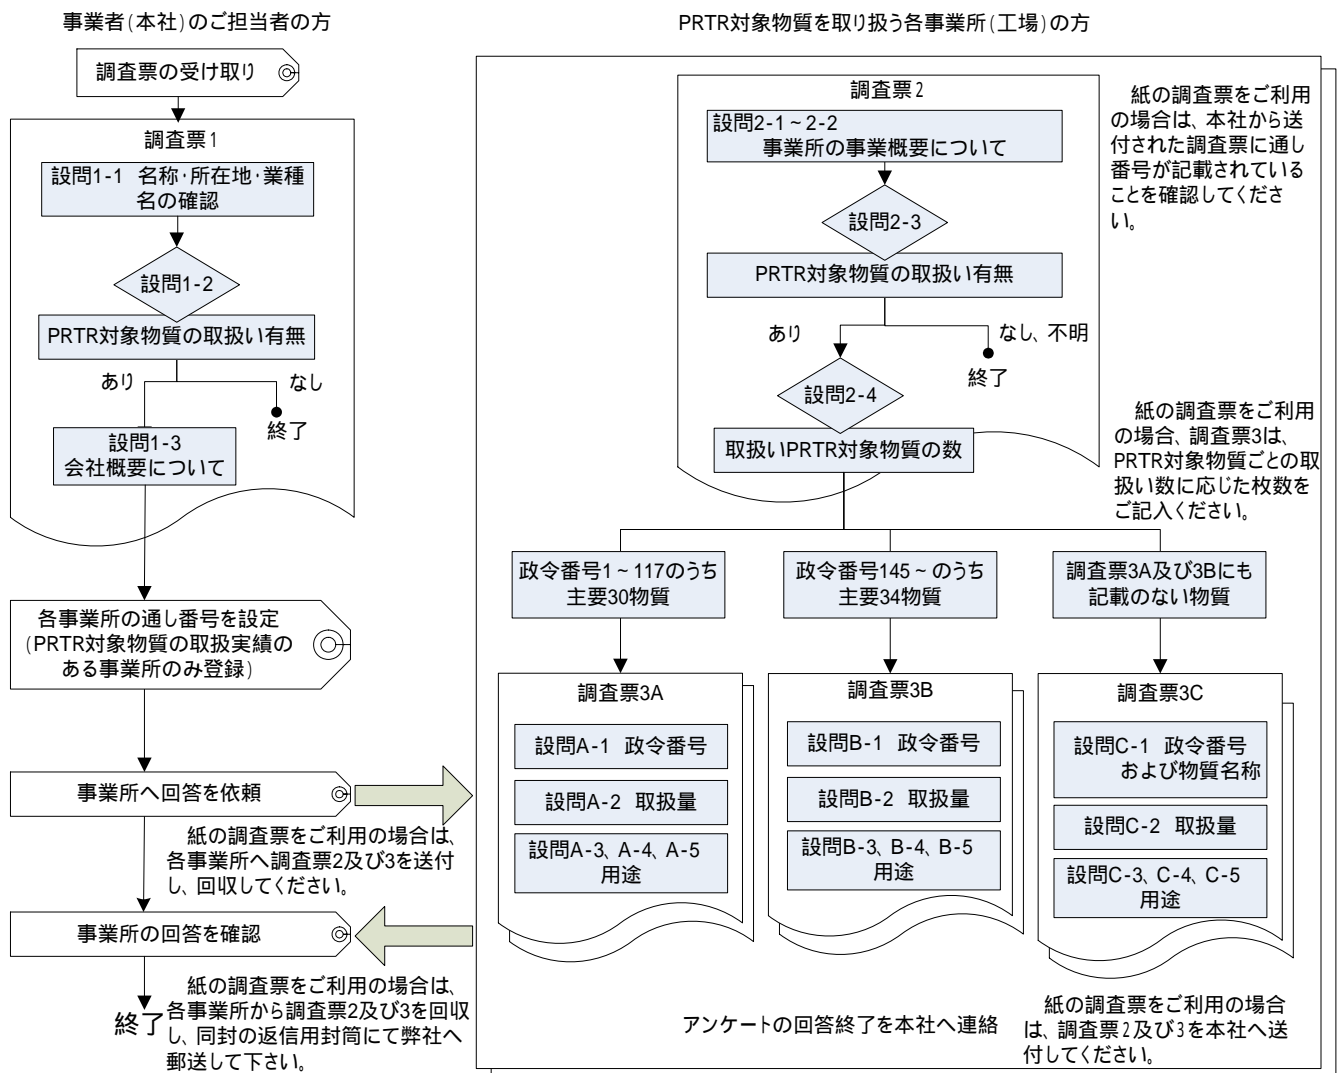 事業者(本社)のご担当者の方
調査票の受け取り
調査票1
設問1-1 名称･所在地･業種
名の確認
設問1-2
PRTR対象物質の取扱い有無
あり
なし
終了
設問1-3
会社概要について
各事業所の通し番号を設定
(PRTR対象物質の取扱実績の
ある事業所のみ登録)
事業所へ回答を依頼
紙の調査票をご利用の場合は、
各事業所へ調査票2及び3を送付
し、回収してください。
事業所の回答を確認
紙の調査票をご利用の場合は、
各事業所から調査票2及び3を回収
し、同封の返信用封筒にて弊社へ
郵送して下さい。
終了
PRTR対象物質を取り扱う各事業所(工場)の方
調査票2
設問2-1～2-2
事業所の事業概要について
設問2-3
PRTR対象物質の取扱い有無
あり
なし、不明
終了
設問2-4
取扱いPRTR対象物質の数
紙の調査票をご利用
の場合は、本社から送
付された調査票に通し
番号が記載されている
ことを確認してくださ
い。
紙の調査票をご利用
の場合、調査票3は、
PRTR対象物質ごとの取
扱い数に応じた枚数を
ご記入ください。
政令番号1～117のうち
主要30物質
政令番号145～のうち
主要34物質
調査票3A及び3Bにも
記載のない物質
調査票3A
設問A-1 政令番号
設問A-2 取扱量
設問A-3、A-4、A-5
用途
調査票3B
設問B-1 政令番号
設問B-2 取扱量
設問B-3、B-4、B-5
用途
調査票3C
設問C-1 政令番号
および物質名称
設問C-2 取扱量
設問C-3、C-4、C-5
用途
アンケートの回答終了を本社へ連絡
紙の調査票をご利用の場合
は、調査票2及び3を本社へ送
付してください。